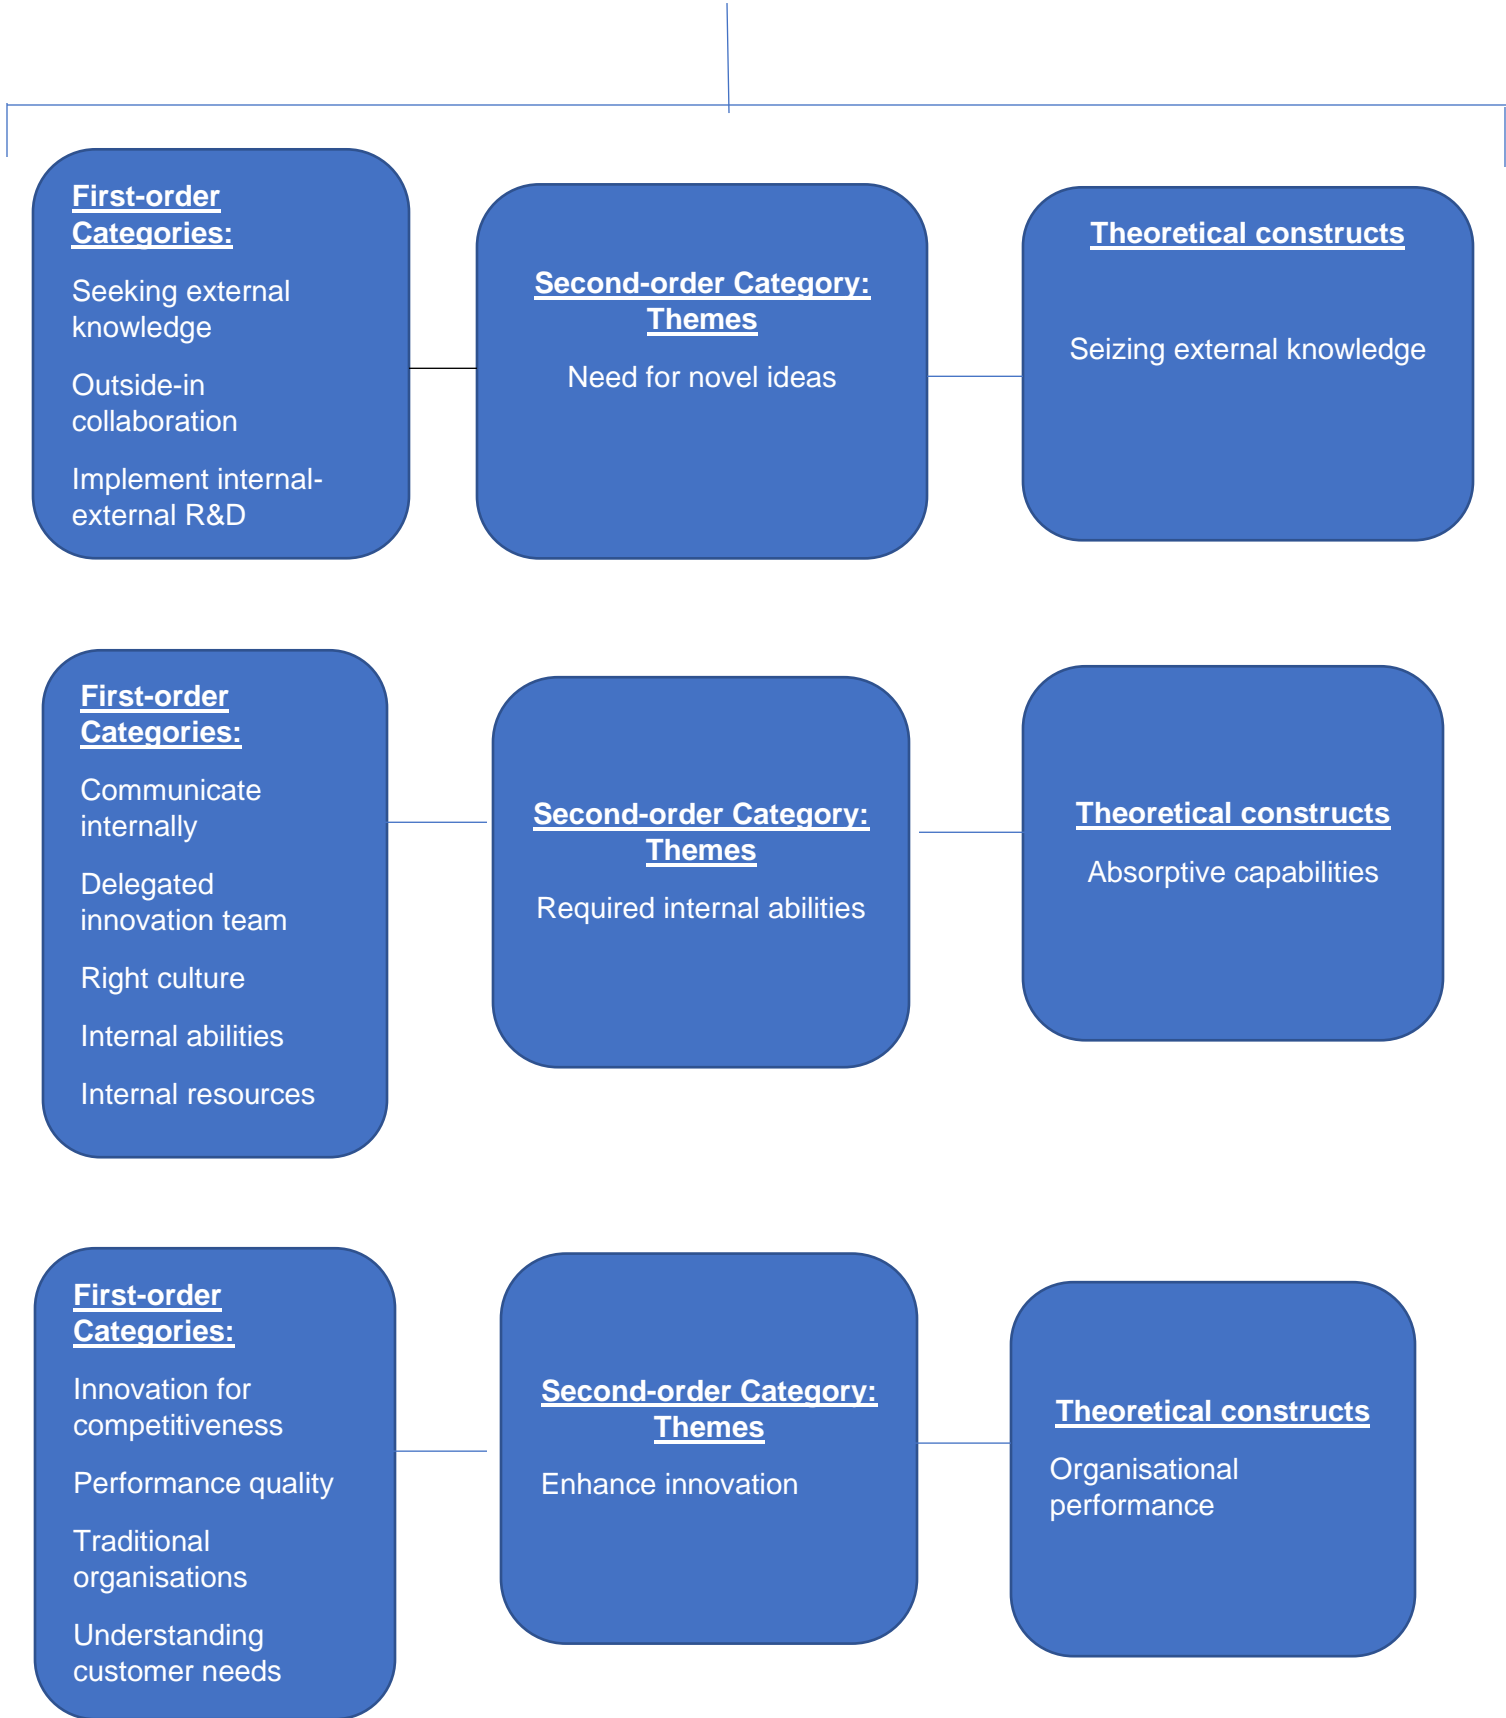 First-order
Categories:
Seeking external
knowledge
Outside-in
collaboration
Implement internal-
external R&D
Second-order Category:
Themes
Need for novel ideas
Theoretical constructs
Seizing external knowledge
First-order
Categories:
Communicate
internally
Delegated
innovation team
Right culture
Internal abilities
Internal resources
Second-order Category:
Themes
Required internal abilities
Theoretical constructs
Absorptive capabilities
First-order
Categories:
Innovation for
competitiveness
Performance quality
Traditional
organisations
Understanding
customer needs
Second-order Category:
Themes
Enhance innovation
Theoretical constructs
Organisational
performance